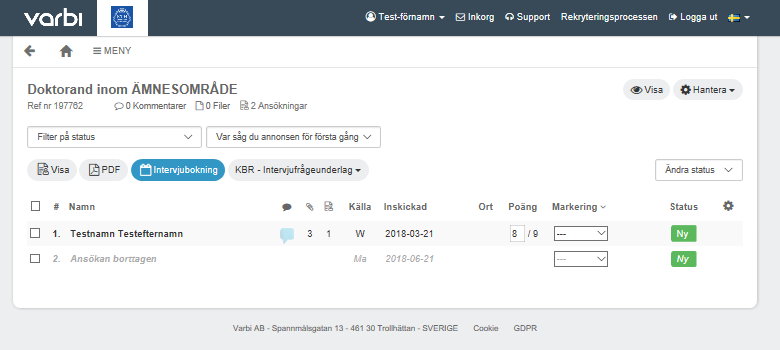 varbi Test-förnamn Inkorg Support Rekryteringsprocessen Logga ut
MENY
Doktorand inom ÄMNESOMRÅDE Visa Hantera
Ref nr 197762 0 Kommentarer 0 Filer 2 Ansökningar
Filter på status Var såg du annonsen för första gång
Visa PDF Intervjubokning KBR - Intervjufrågeunderlag Ändra status
# Namn Källa Inskickad Ort Poäng Markering Status
1. Testnamn Testefternamn 3 1 W 2018-03-21 8 / 9 --- Ny
2. Ansökan borttagen Ma 2018-06-21 --- Ny
Varbi AB - Spannmålsgatan 13 - 461 30 Trollhättan - SVERIGE Cookie GDPR